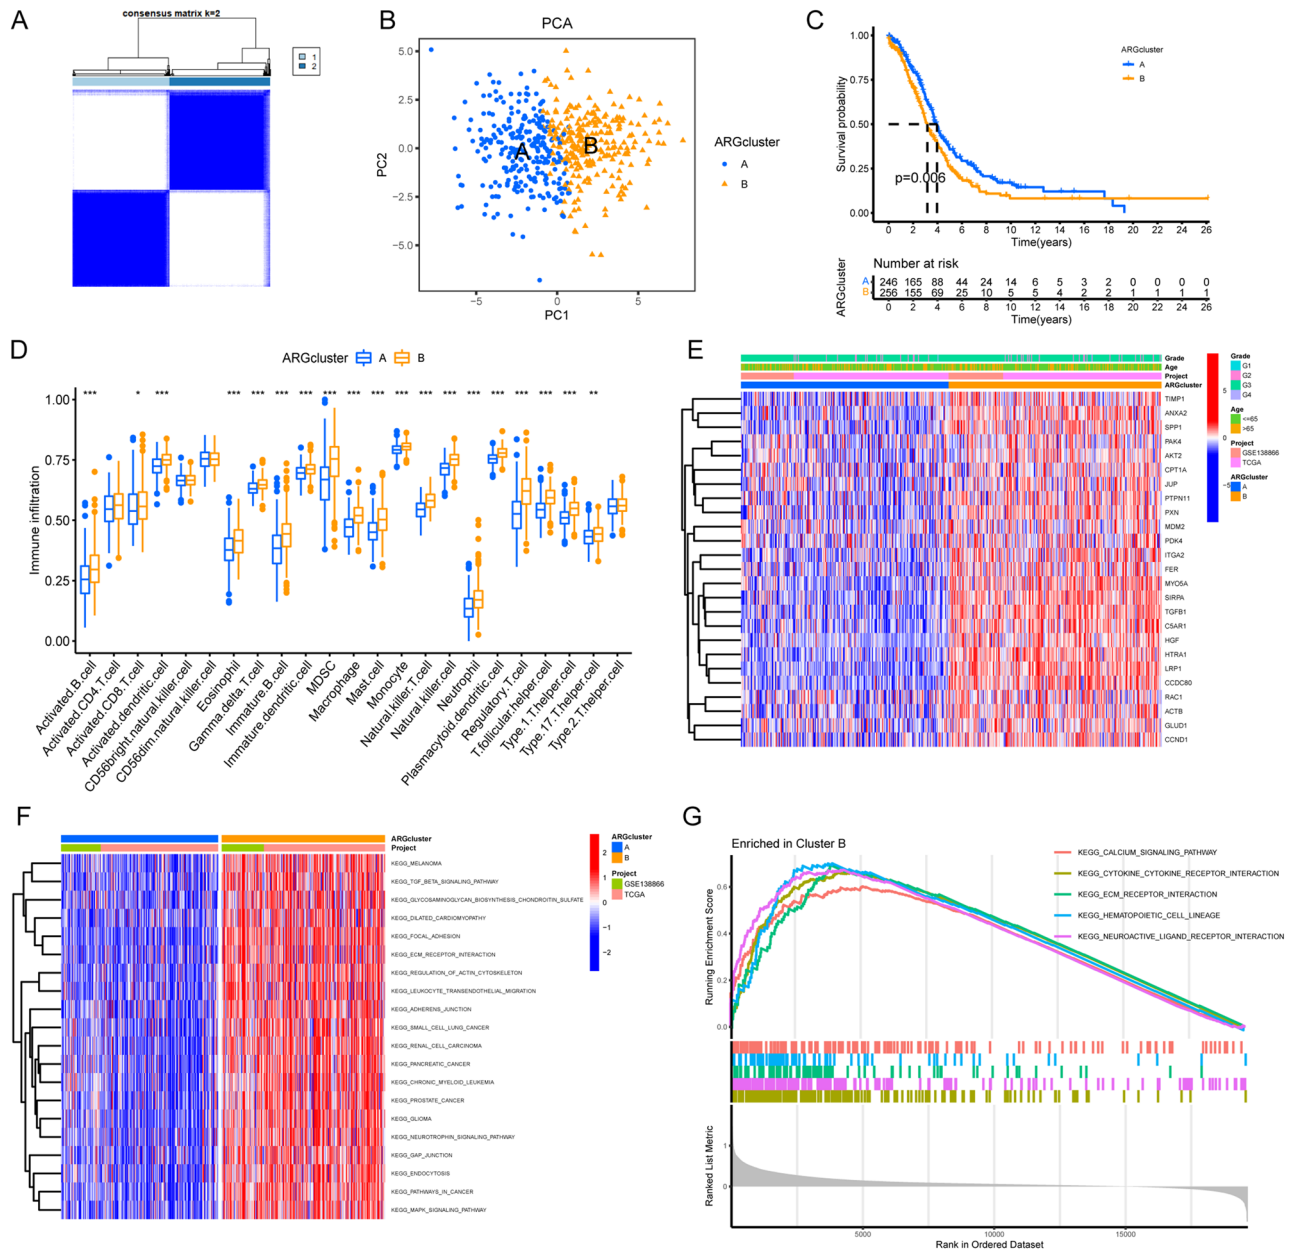 A
consensus matrix k=2
1
2
B
PCA
5.0
2.5
0.0
−2.5
−5.0
PC2
−5
0
5
PC1
A
B
ARGcluster
A
B
C
1.00
0.75
0.50
0.25
0.00
Survival probability
p=0.006
0 2 4 6 8 10 12 14 16 18 20 22 24 26
Time(years)
ARGcluster
A
B
Number at risk
ARGcluster
A 246 165 88 44 24 14 6 5 3 2 0 0 0 0
B 256 155 69 25 10 5 5 4 2 2 1 1 1 1
0 2 4 6 8 10 12 14 16 18 20 22 24 26
Time(years)
D
ARGcluster A B
*** * *** *** *** *** *** *** *** *** *** *** *** *** *** *** *** *** **
1.00
0.75
0.50
0.25
0.00
Immune infiltration
Activated.B.cell
Activated.CD4.T.cell
Activated.CD8.T.cell
Activated.dendritic.cell
CD56bright.natural.killer.cell
CD56dim.natural.killer.cell
Eosinophil
Gamma.delta.T.cell
Immature.B.cell
Immature.dendritic.cell
MDSC
Macrophage
Mast.cell
Monocyte
Natural.killer.T.cell
Natural.killer.cell
Neutrophil
Plasmacytoid.dendritic.cell
Regulatory.T.cell
T.follicular.helper.cell
Type.1.T.helper.cell
Type.17.T.helper.cell
Type.2.T.helper.cell
E
Grade
Age
Project
ARGcluster
TIMP1
ANXA2
SPP1
PAK4
AKT2
CPT1A
JUP
PTPN11
PXN
MDM2
PDK4
ITGA2
FER
MYO5A
SIRPA
TGFB1
C5AR1
HGF
HTRA1
LRP1
CCDC80
RAC1
ACTB
GLUD1
CCND1
5
0
−5
Grade
G1
G2
G3
G4
Age
<=65
>65
Project
GSE138866
TCGA
ARGcluster
A
B
F
ARGcluster
Project
KEGG_MELANOMA
KEGG_TGF_BETA_SIGNALING_PATHWAY
KEGG_GLYCOSAMINOGLYCAN_BIOSYNTHESIS_CHONDROITIN_SULFATE
KEGG_DILATED_CARDIOMYOPATHY
KEGG_FOCAL_ADHESION
KEGG_ECM_RECEPTOR_INTERACTION
KEGG_REGULATION_OF_ACTIN_CYTOSKELETON
KEGG_LEUKOCYTE_TRANSENDOTHELIAL_MIGRATION
KEGG_ADHERENS_JUNCTION
KEGG_SMALL_CELL_LUNG_CANCER
KEGG_RENAL_CELL_CARCINOMA
KEGG_PANCREATIC_CANCER
KEGG_CHRONIC_MYELOID_LEUKEMIA
KEGG_PROSTATE_CANCER
KEGG_GLIOMA
KEGG_NEUROTROPHIN_SIGNALING_PATHWAY
KEGG_GAP_JUNCTION
KEGG_ENDOCYTOSIS
KEGG_PATHWAYS_IN_CANCER
KEGG_MAPK_SIGNALING_PATHWAY
2
1
0
−1
−2
ARGcluster
A
B
Project
GSE138866
TCGA
G
Enriched in Cluster B
0.6
0.4
0.2
0.0
Running Enrichment Score
KEGG_CALCIUM_SIGNALING_PATHWAY
KEGG_CYTOKINE_CYTOKINE_RECEPTOR_INTERACTION
KEGG_ECM_RECEPTOR_INTERACTION
KEGG_HEMATOPOIETIC_CELL_LINEAGE
KEGG_NEUROACTIVE_LIGAND_RECEPTOR_INTERACTION
1
0
Ranked List Metric
5000 10000 15000
Rank in Ordered Dataset